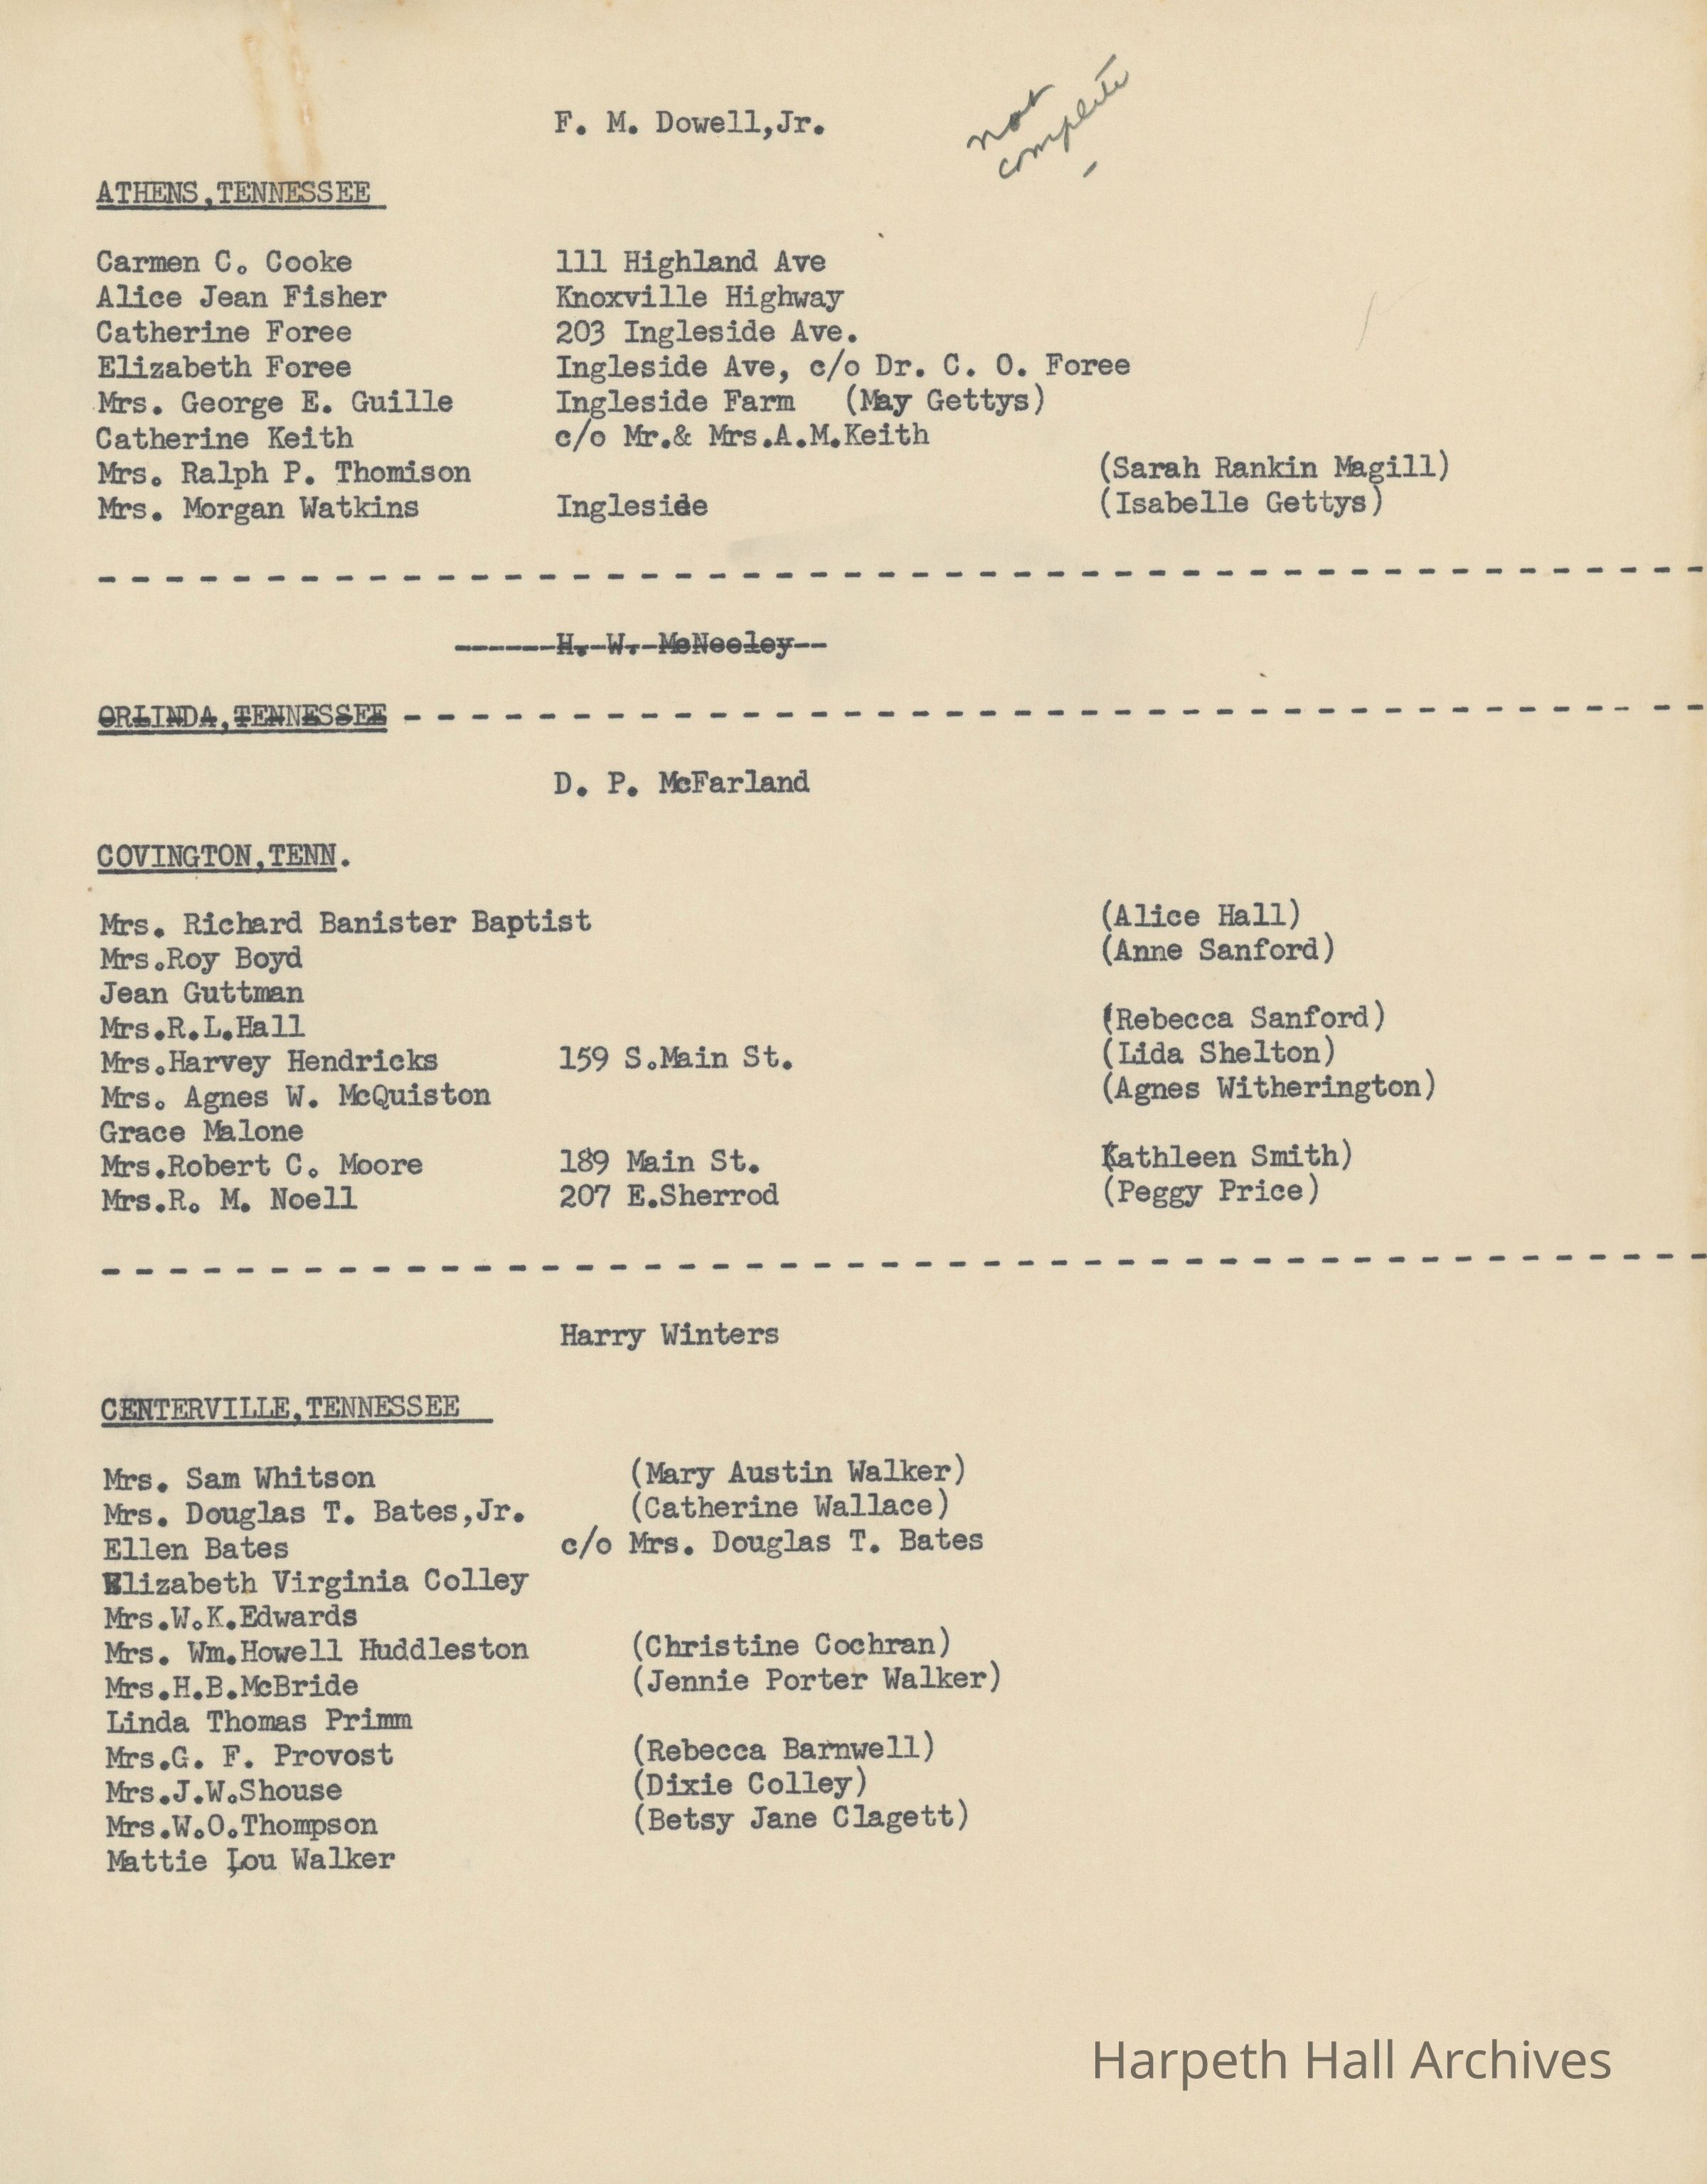 F. M. Dowell,Jr.
not
complete
ATHENS,TENNESSEE
Carmen C. Cooke 111 Highland Ave
Alice Jean Fisher Knoxville Highway
Catherine Foree 203 Ingleside Ave.
Elizabeth Foree Ingleside Ave, c/o Dr. C. O. Foree
Mrs. George E. Guille Ingleside Farm (May Gettys)
Catherine Keith c/o Mr.& Mrs.A.M.Keith
Mrs. Ralph P. Thomison (Sarah Rankin Magill)
Mrs. Morgan Watkins Ingleside (Isabelle Gettys)
H. W. McNeeley
ORLINDA,TENNESSEE
D. P. McFarland
COVINGTON,TENN.
Mrs. Richard Banister Baptist (Alice Hall)
Mrs.Roy Boyd (Anne Sanford)
Jean Guttman
Mrs.R.L.Hall (Rebecca Sanford)
Mrs.Harvey Hendricks 159 S.Main St. (Lida Shelton)
Mrs. Agnes W. McQuiston (Agnes Witherington)
Grace Malone
Mrs.Robert C. Moore 189 Main St. (Kathleen Smith)
Mrs.R. M. Noell 207 E.Sherrod (Peggy Price)
Harry Winters
CENTERVILLE,TENNESSEE
Mrs. Sam Whitson (Mary Austin Walker)
Mrs. Douglas T. Bates,Jr. (Catherine Wallace)
Ellen Bates c/o Mrs. Douglas T. Bates
Elizabeth Virginia Colley
Mrs.W.K.Edwards
Mrs. Wm.Howell Huddleston (Christine Cochran)
Mrs.H.B.McBride (Jennie Porter Walker)
Linda Thomas Primm
Mrs.G. F. Provost (Rebecca Barnwell)
Mrs.J.W.Shouse (Dixie Colley)
Mrs.W.O.Thompson (Betsy Jane Clagett)
Mattie Lou Walker
Harpeth Hall Archives